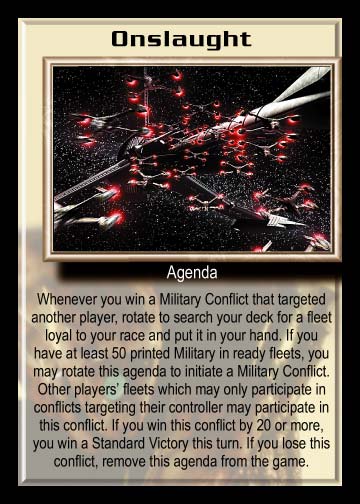 Onslaught
Agenda
Whenever you win a Military Conflict that targeted
another player, rotate to search your deck for a fleet
loyal to your race and put it in your hand. If you
have at least 50 printed Military in ready fleets, you
may rotate this agenda to initiate a Military Conflict.
Other players' fleets which may only participate in
conflicts targeting their controller may participate in
this conflict. If you win this conflict by 20 or more,
you win a Standard Victory this turn. If you lose this
conflict, remove this agenda from the game.